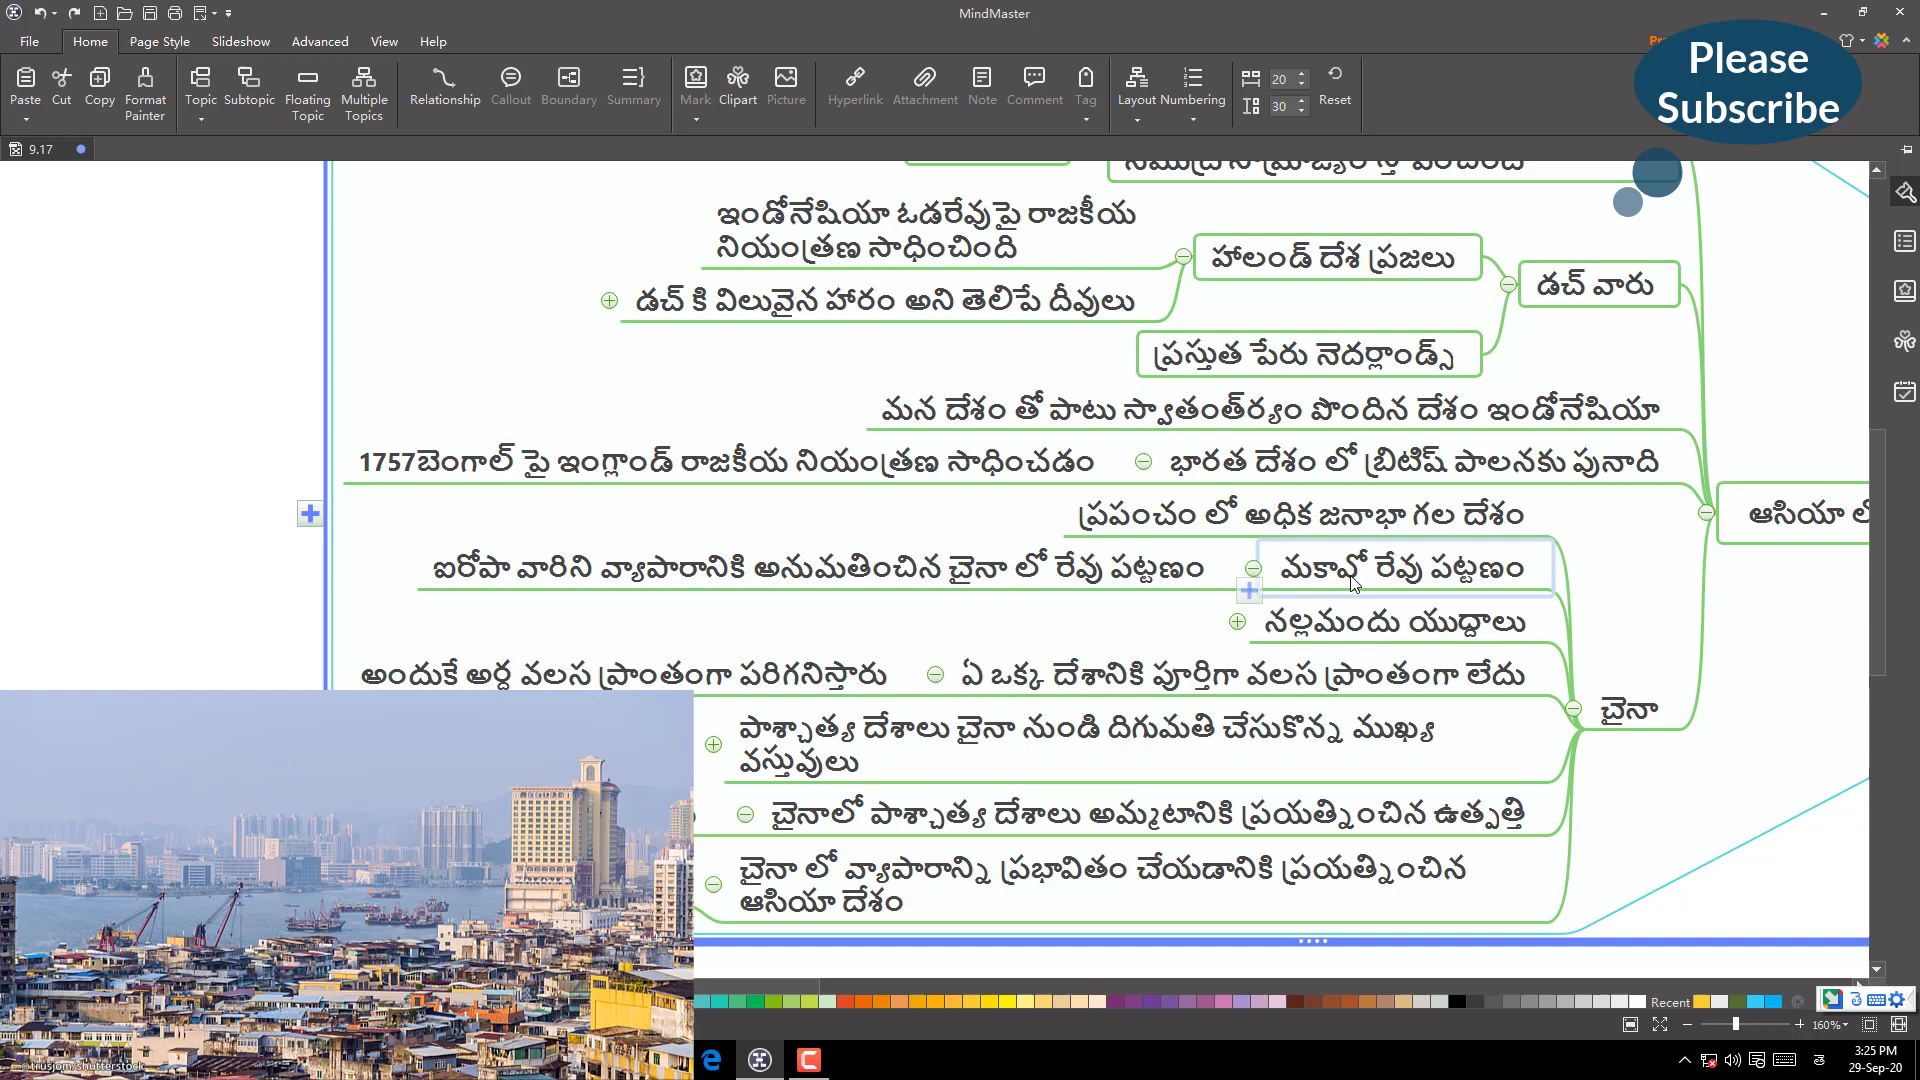 MindMaster
File
Home
Page Style
Slideshow
Advanced
View
Help
Please
Subscribe
Paste
Cut
Copy
Format
Painter
Topic
Subtopic
Floating
Topic
Multiple
Topics
Relationship
Callout
Boundary
Summary
Mark
Clipart
Picture
Hyperlink
Attachment
Note
Comment
Tag
Layout
Numbering
20
30
Reset
9.17
ఇండోనేషియా ఓడరేవుపై రాజకీయ
నియంత్రణ సాధించింది
హాలండ్ దేశ ప్రజలు
డచ్ వారు
డచ్ కి విలువైన హారం అని తెలిపే దీవులు
ప్రస్తుత పేరు నెదర్లాండ్స్
మన దేశం తో పాటు స్వాతంత్ర్యం పొందిన దేశం ఇండోనేషియా
1757బెంగాల్ పై ఇంగ్లాండ్ రాజకీయ నియంత్రణ సాధించడం
భారత దేశం లో బ్రిటిష్ పాలనకు పునాది
ప్రపంచం లో అధిక జనాభా గల దేశం
ఆసియా
ఐరోపా వారిని వ్యాపారానికి అనుమతించిన చైనా లో రేవు పట్టణం
మకావో రేవు పట్టణం
నల్లమందు యుద్దాలు
అందుకే అర్ద వలస ప్రాంతంగా పరిగనిస్తారు
ఏ ఒక్క దేశానికి పూర్తిగా వలస ప్రాంతంగా లేదు
చైనా
పాశ్చాత్య దేశాలు చైనా నుండి దిగుమతి చేసుకొన్న ముఖ్య
వస్తువులు
చైనాలో పాశ్చాత్య దేశాలు అమ్మటానికి ప్రయత్నించిన ఉత్పత్తి
చైనా లో వ్యాపారాన్ని ప్రభావితం చేయడానికి ప్రయత్నించిన
ఆసియా దేశం
Recent
160%
©trusjom/shutterstock
3:25 PM
29-Sep-20